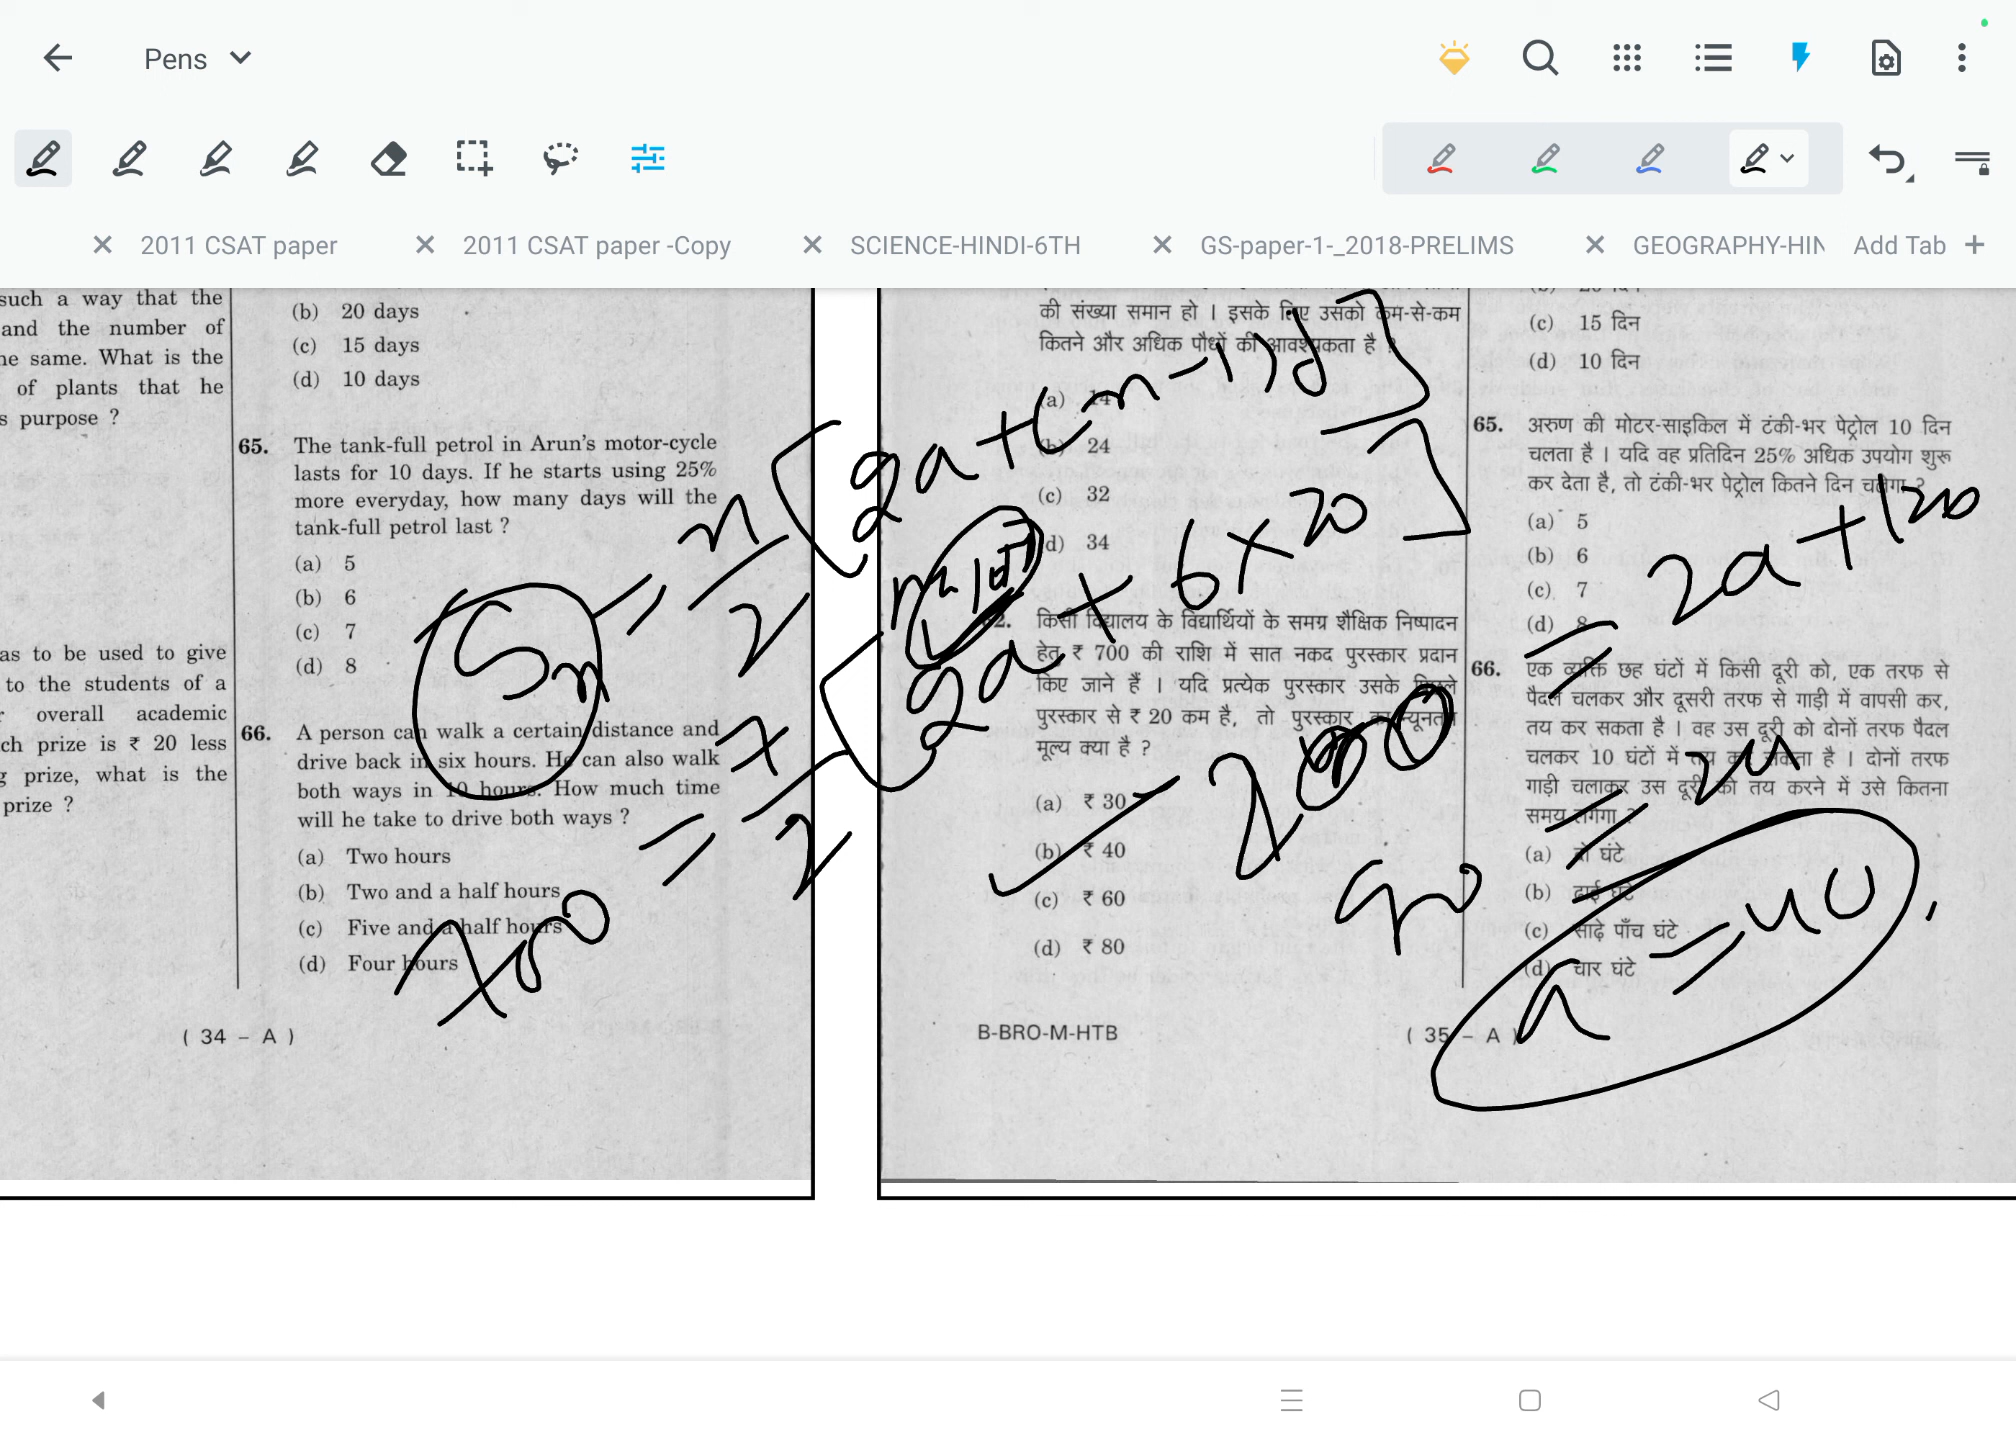 Pens
2011 CSAT paper
2011 CSAT paper -Copy
SCIENCE-HINDI-6TH
GS-paper-1-_2018-PRELIMS
GEOGRAPHY-HIN
Add Tab +
such a way that the
and the number of
ne same. What is the
of plants that he
s purpose ?
as to be used to give
to the students of a
overall academic
ch prize is ₹ 20 less
g prize, what is the
prize ?
(b) 20 days
(c) 15 days
(d) 10 days
65. The tank-full petrol in Arun's motor-cycle
lasts for 10 days. If he starts using 25%
more everyday, how many days will the
tank-full petrol last ?
(a) 5
(b) 6
(c) 7
(d) 8
66. A person can walk a certain distance and
drive back in six hours. He can also walk
both ways in 10 hours. How much time
will he take to drive both ways ?
(a) Two hours
(b) Two and a half hours
(c) Five and a half hours
(d) Four hours
( 34 – A )
की संख्या समान हो । इसके लिए उसको कम-से-कम
कितने और अधिक पौधों की आवश्यकता है ?
(a) 14
(b) 24
(c) 32
(d) 34
62. किसी विद्यालय के विद्यार्थियों के समग्र शैक्षिक निष्पादन
हेतु ₹ 700 की राशि में सात नकद पुरस्कार प्रदान
किए जाने हैं । यदि प्रत्येक पुरस्कार उसके पिछले
पुरस्कार से ₹ 20 कम है, तो पुरस्कार का न्यूनतम
मूल्य क्या है ?
(a) ₹ 30
(b) ₹ 40
(c) ₹ 60
(d) ₹ 80
B-BRO-M-HTB
( 35 – A )
(c) 15 दिन
(d) 10 दिन
65. अरुण की मोटर-साइकिल में टंकी-भर पेट्रोल 10 दिन
चलता है । यदि वह प्रतिदिन 25% अधिक उपयोग शुरू
कर देता है, तो टंकी-भर पेट्रोल कितने दिन चलेगा ?
(a) 5
(b) 6
(c) 7
(d) 8
66. एक व्यक्ति छह घंटों में किसी दूरी को, एक तरफ से
पैदल चलकर और दूसरी तरफ से गाड़ी में वापसी कर,
तय कर सकता है । वह उस दूरी को दोनों तरफ पैदल
चलकर 10 घंटों में तय कर सकता है । दोनों तरफ
गाड़ी चलाकर उस दूरी को तय करने में उसे कितना
समय लगेगा ?
(a) दो घंटे
(b) ढाई घंटे
(c) साढ़े पाँच घंटे
(d) चार घंटे
Sn = n/2 [2a+(n-1)d]
700 = 7/2 [2a + 6×20]
200 = 2a+120
80 = 2a
a = 40